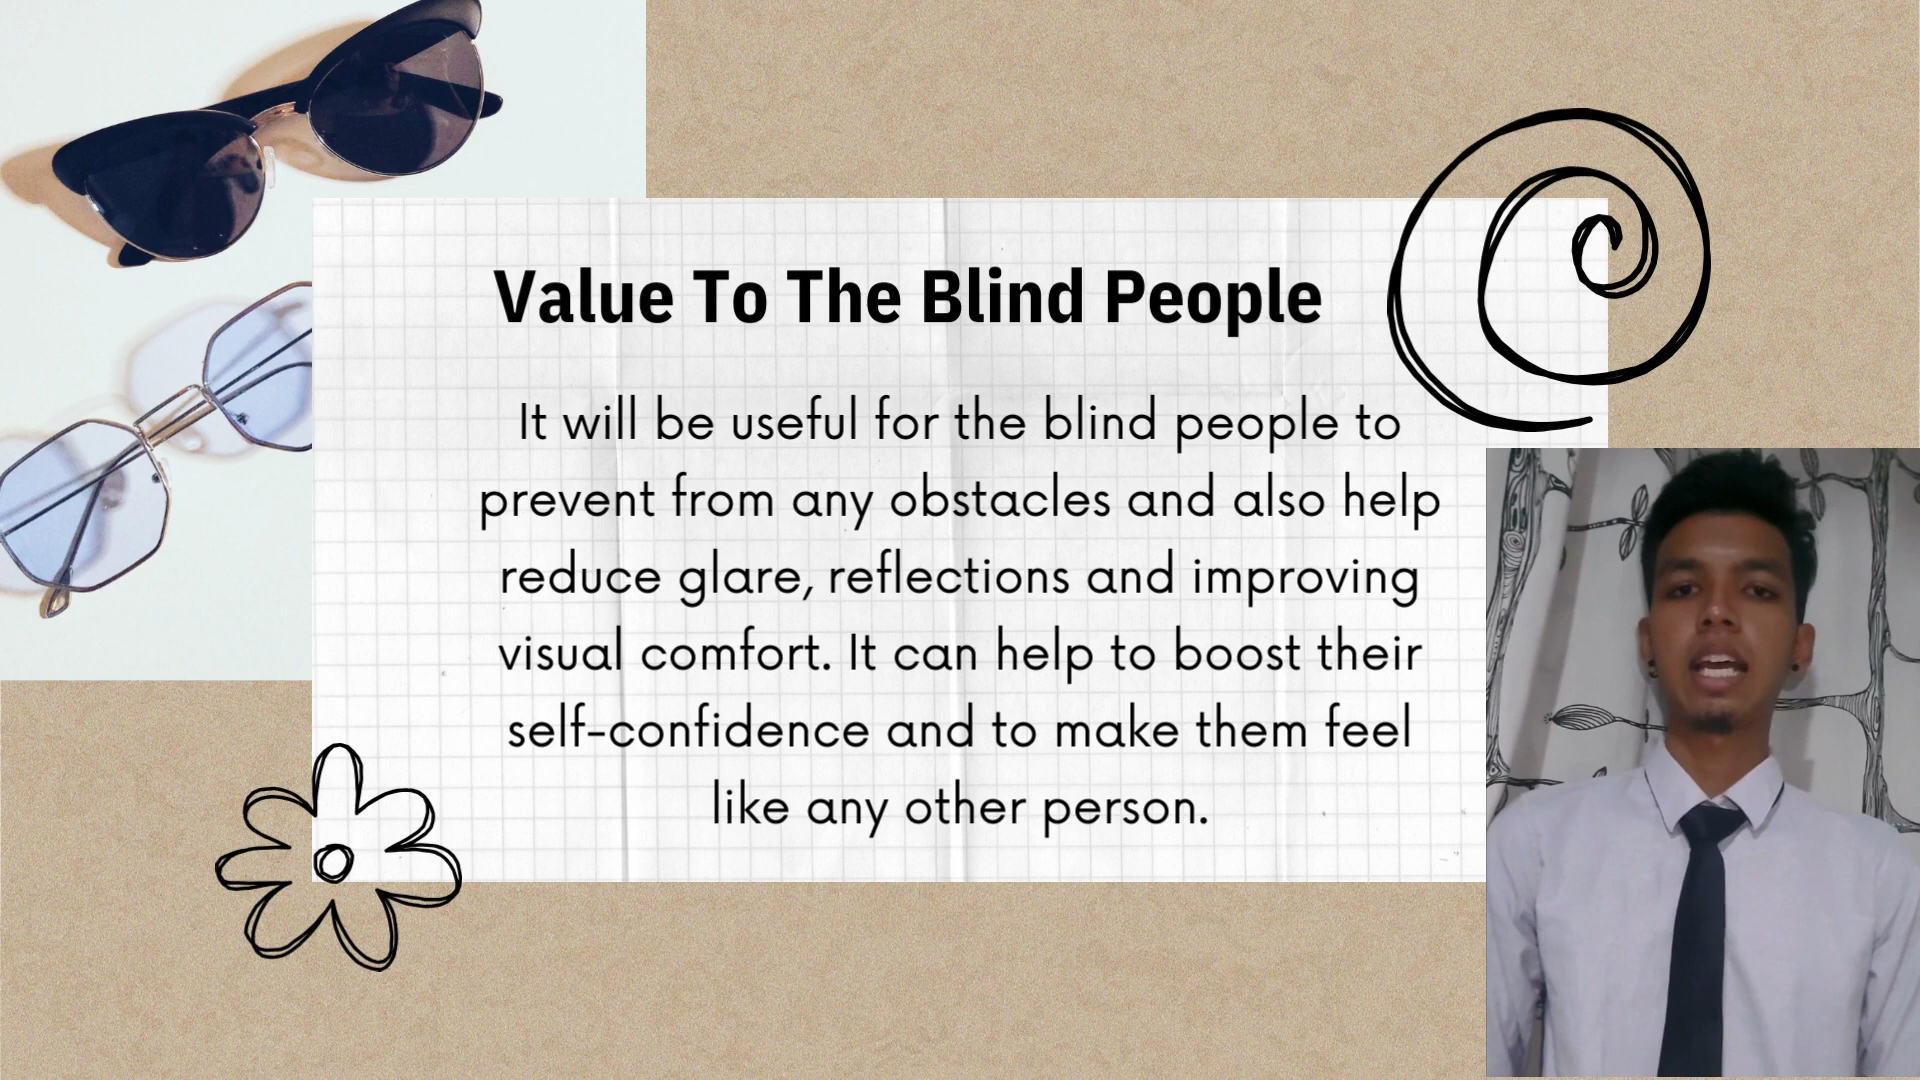 Value To The Blind People
It will be useful for the blind people to
prevent from any obstacles and also help
reduce glare, reflections and improving
visual comfort. It can help to boost their
self-confidence and to make them feel
like any other person.